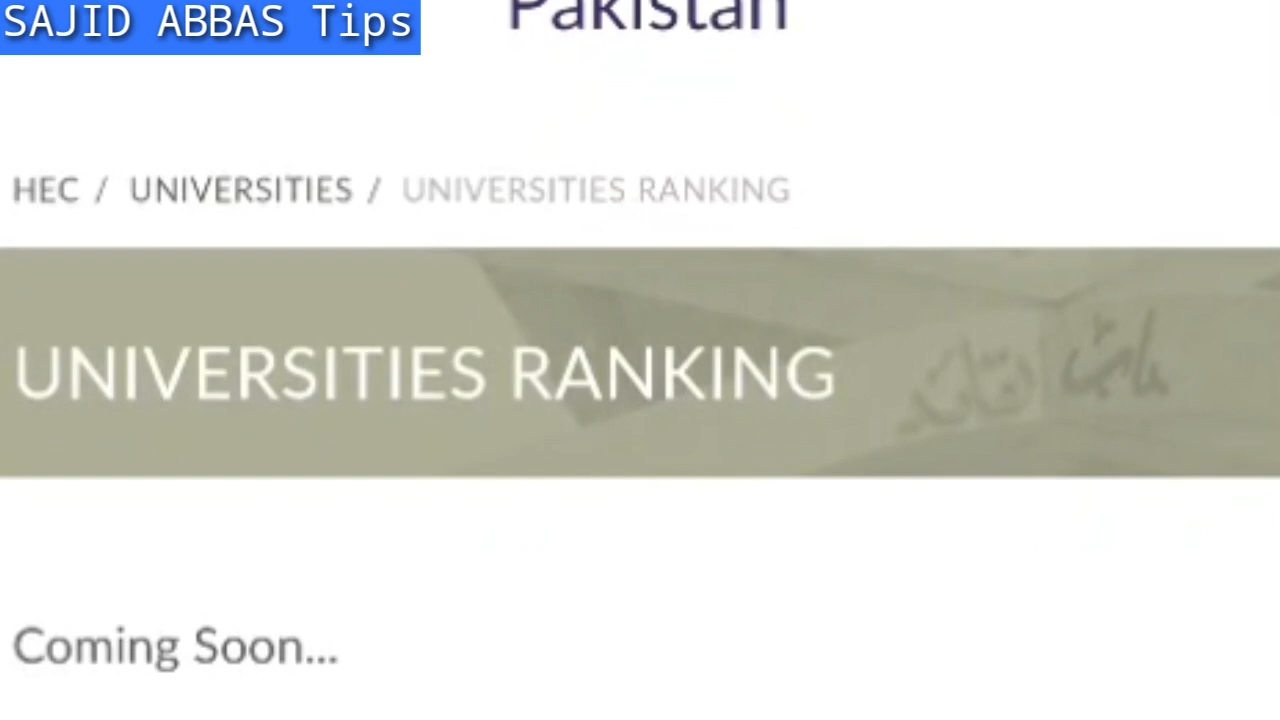 SAJID ABBAS Tips
Pakistan
HEC / UNIVERSITIES / UNIVERSITIES RANKING
UNIVERSITIES RANKING
Coming Soon...